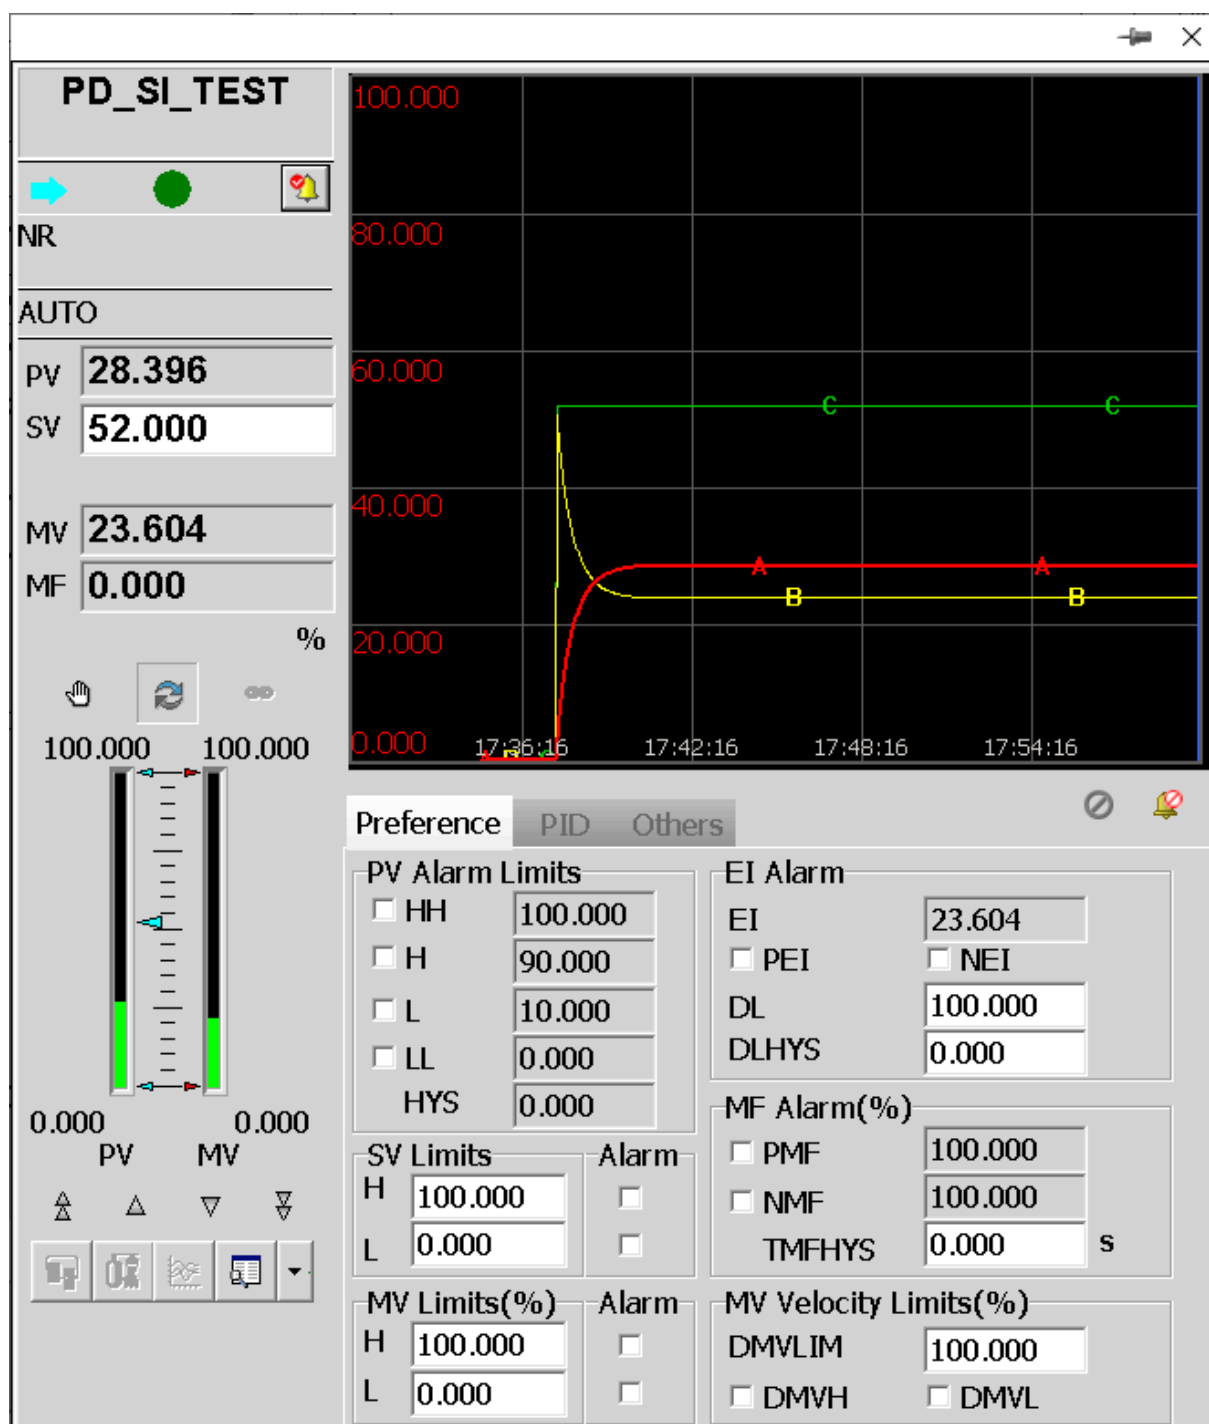 PD_SI_TEST
NR
AUTO
PV 28.396
SV 52.000
MV 23.604
MF 0.000
%
100.000 100.000
0.000 0.000
PV MV
100.000
80.000
60.000
C C
40.000
A A
B B
20.000
0.000 17:36:16 17:42:16 17:48:16 17:54:16
Preference PID Others
PV Alarm Limits
HH 100.000
H 90.000
L 10.000
LL 0.000
HYS 0.000
SV Limits Alarm
H 100.000
L 0.000
MV Limits(%) Alarm
H 100.000
L 0.000
EI Alarm
EI 23.604
PEI NEI
DL 100.000
DLHYS 0.000
MF Alarm(%)
PMF 100.000
NMF 100.000
TMFHYS 0.000 s
MV Velocity Limits(%)
DMVLIM 100.000
DMVH DMVL